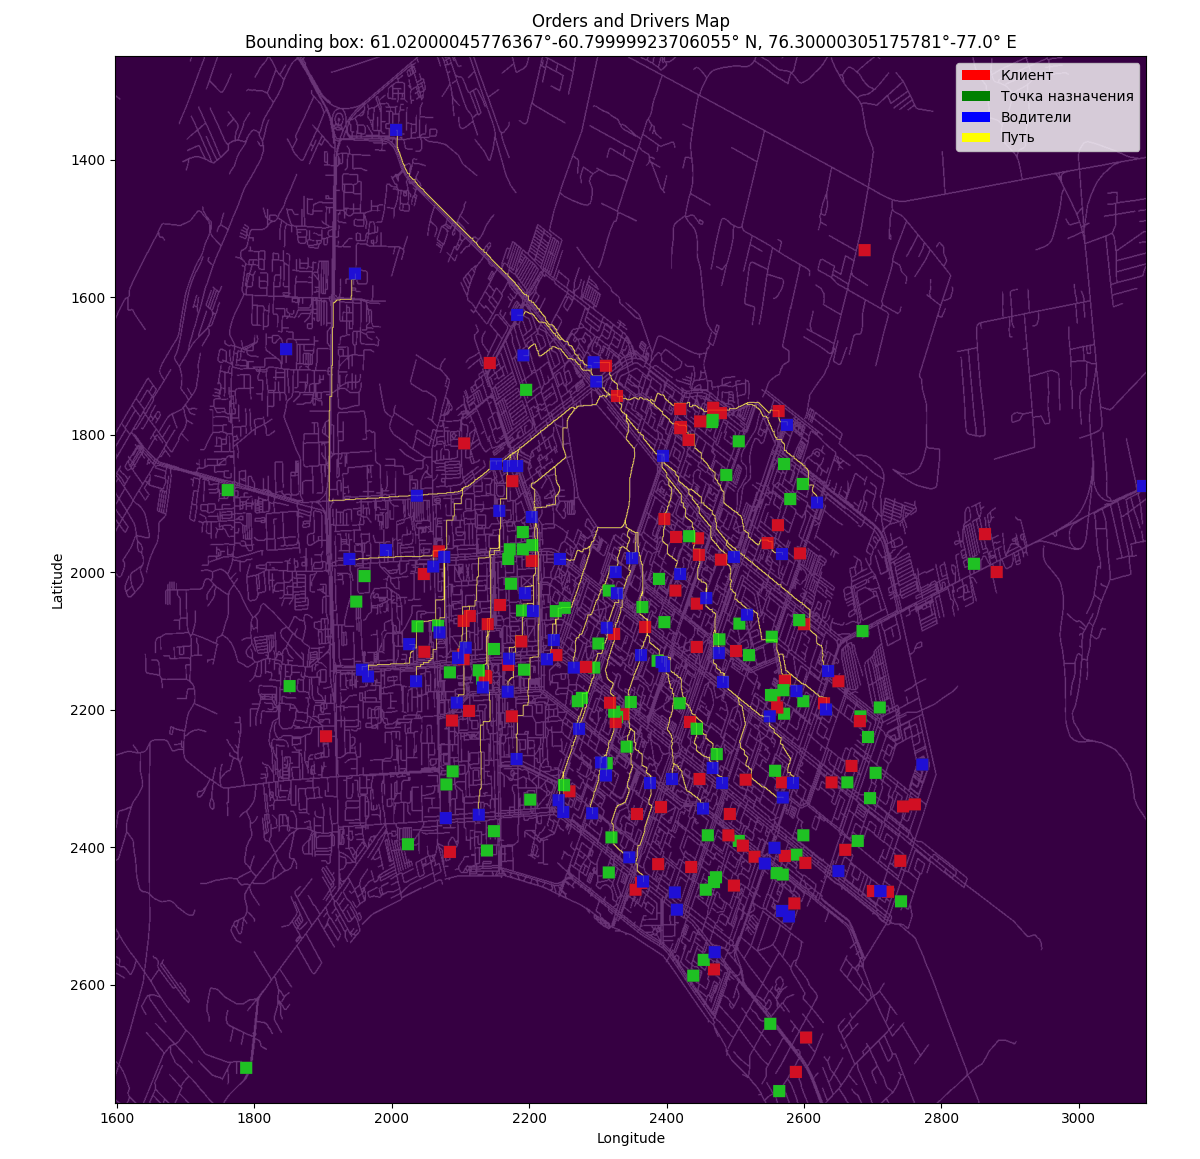 Orders and Drivers Map
Bounding box: 61.02000045776367°-60.79999923706055° N, 76.30000305175781°-77.0° E
Клиент
Точка назначения
Водители
Путь
1400
1600
1800
2000
2200
2400
2600
Latitude
1600
1800
2000
2200
2400
2600
2800
3000
Longitude